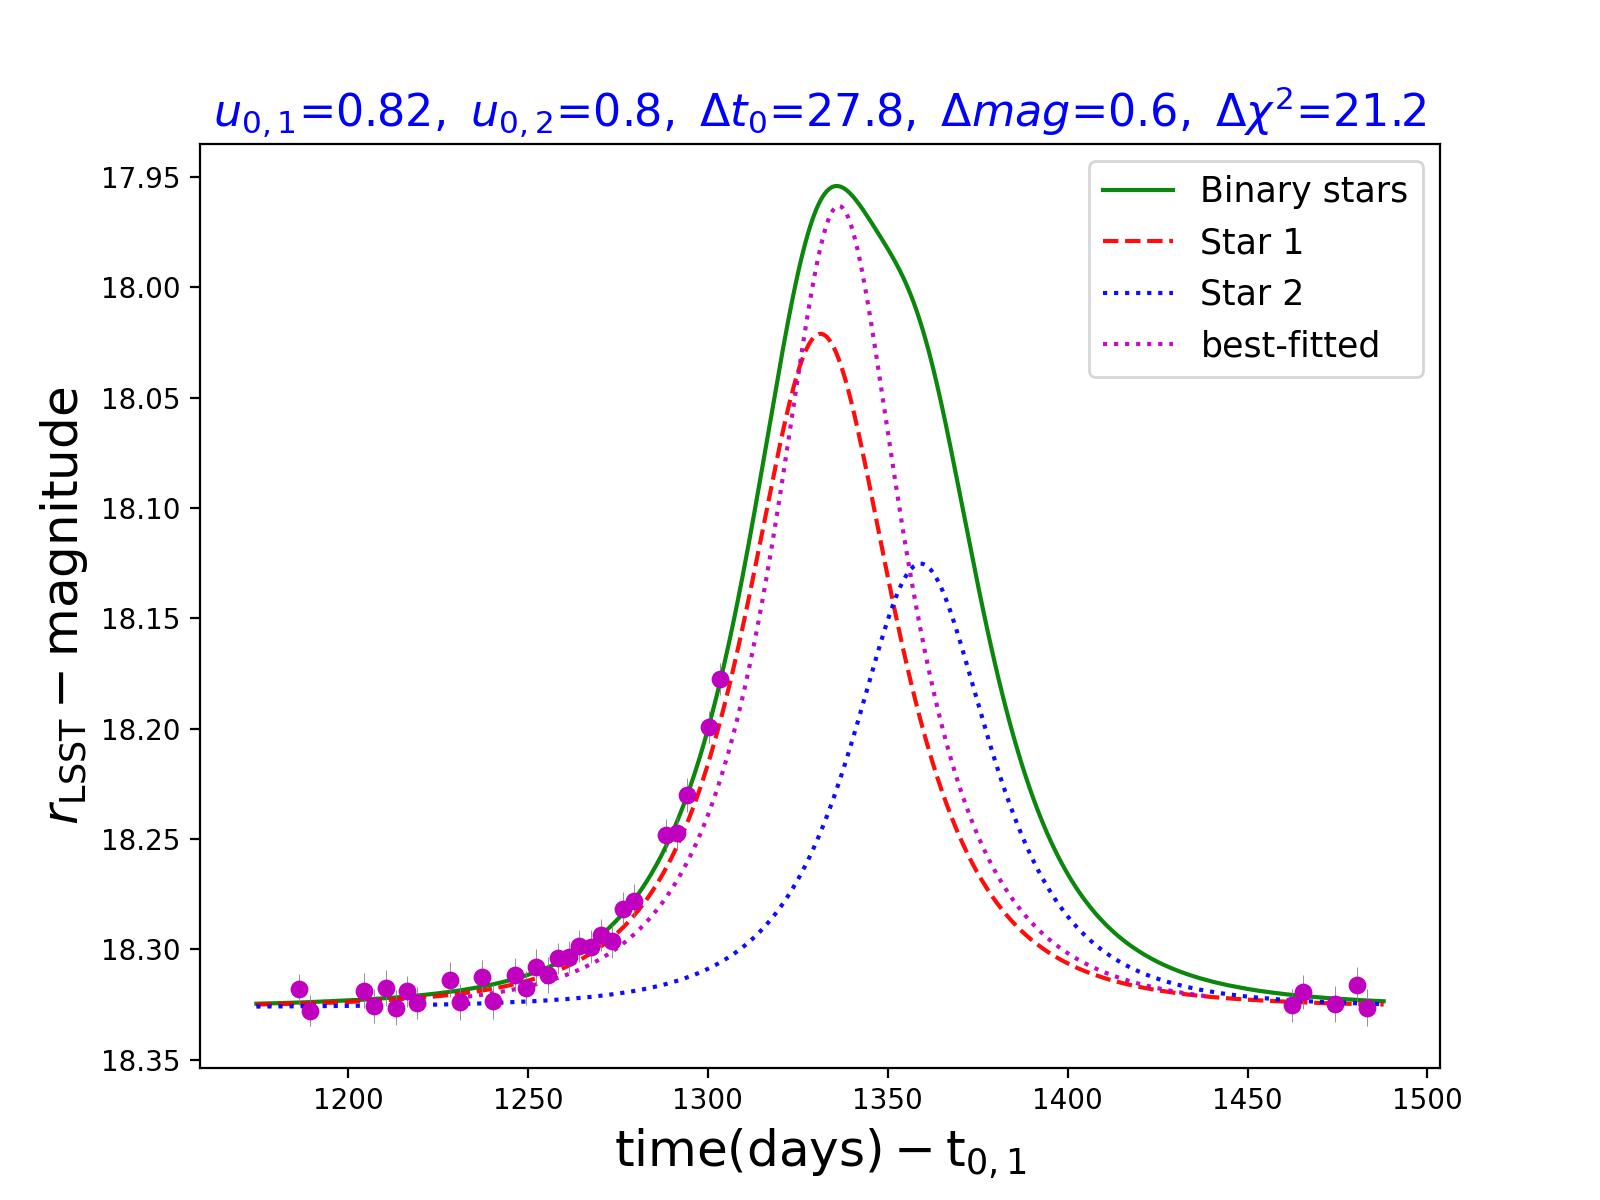 u₀,₁=0.82, u₀,₂=0.8, Δt₀=27.8, Δmag=0.6, Δχ²=21.2
Binary stars
Star 1
Star 2
best-fitted
17.95
18.00
18.05
18.10
18.15
18.20
18.25
18.30
18.35
r_LSST − magnitude
1200 1250 1300 1350 1400 1450 1500
time(days) − t₀,₁